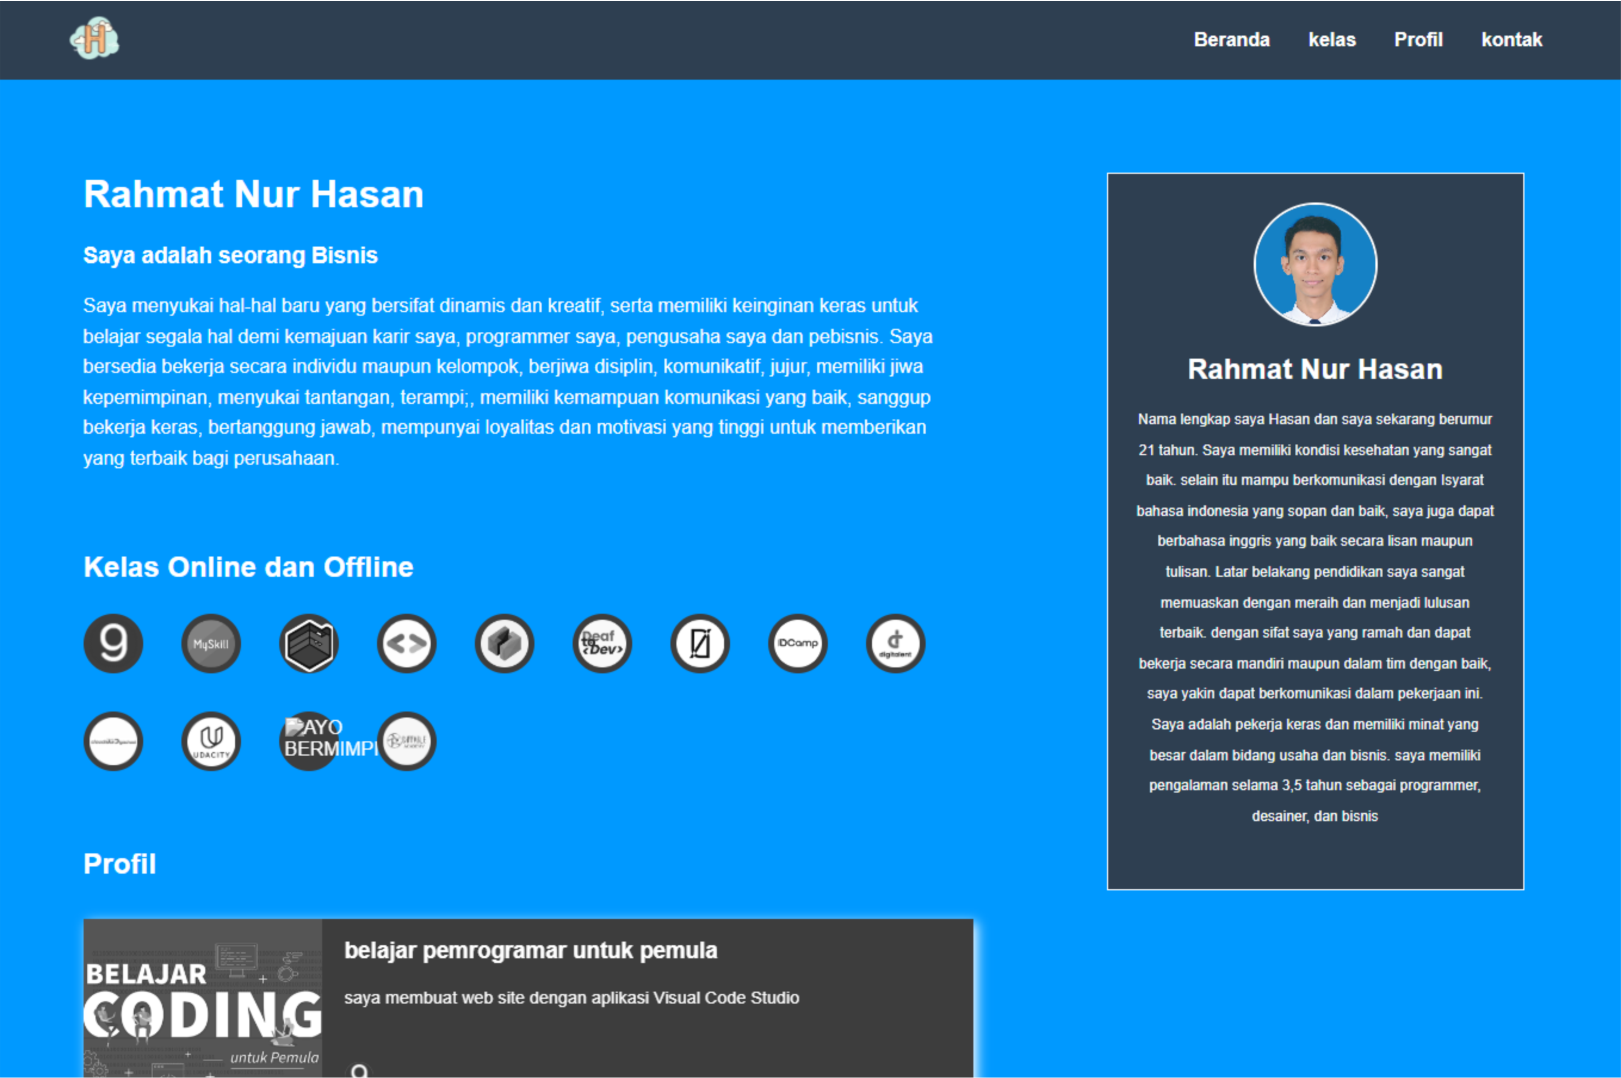 H
Beranda kelas Profil kontak
Rahmat Nur Hasan
Saya adalah seorang Bisnis
Saya menyukai hal-hal baru yang bersifat dinamis dan kreatif, serta memiliki keinginan keras untuk
belajar segala hal demi kemajuan karir saya, programmer saya, pengusaha saya dan pebisnis. Saya
bersedia bekerja secara individu maupun kelompok, berjiwa disiplin, komunikatif, jujur, memiliki jiwa
kepemimpinan, menyukai tantangan, terampi;, memiliki kemampuan komunikasi yang baik, sanggup
bekerja keras, bertanggung jawab, mempunyai loyalitas dan motivasi yang tinggi untuk memberikan
yang terbaik bagi perusahaan.
Kelas Online dan Offline
9
MySkill
< >
Deaf
to
<Dev>
IDCamp
dt
digitalent
UDACITY
AYO
BERMIMPI
Profil
BELAJAR
CODING
untuk Pemula
belajar pemrogramar untuk pemula
saya membuat web site dengan aplikasi Visual Code Studio
9
Rahmat Nur Hasan
Nama lengkap saya Hasan dan saya sekarang berumur
21 tahun. Saya memiliki kondisi kesehatan yang sangat
baik. selain itu mampu berkomunikasi dengan Isyarat
bahasa indonesia yang sopan dan baik, saya juga dapat
berbahasa inggris yang baik secara lisan maupun
tulisan. Latar belakang pendidikan saya sangat
memuaskan dengan meraih dan menjadi lulusan
terbaik. dengan sifat saya yang ramah dan dapat
bekerja secara mandiri maupun dalam tim dengan baik,
saya yakin dapat berkomunikasi dalam pekerjaan ini.
Saya adalah pekerja keras dan memiliki minat yang
besar dalam bidang usaha dan bisnis. saya memiliki
pengalaman selama 3,5 tahun sebagai programmer,
desainer, dan bisnis